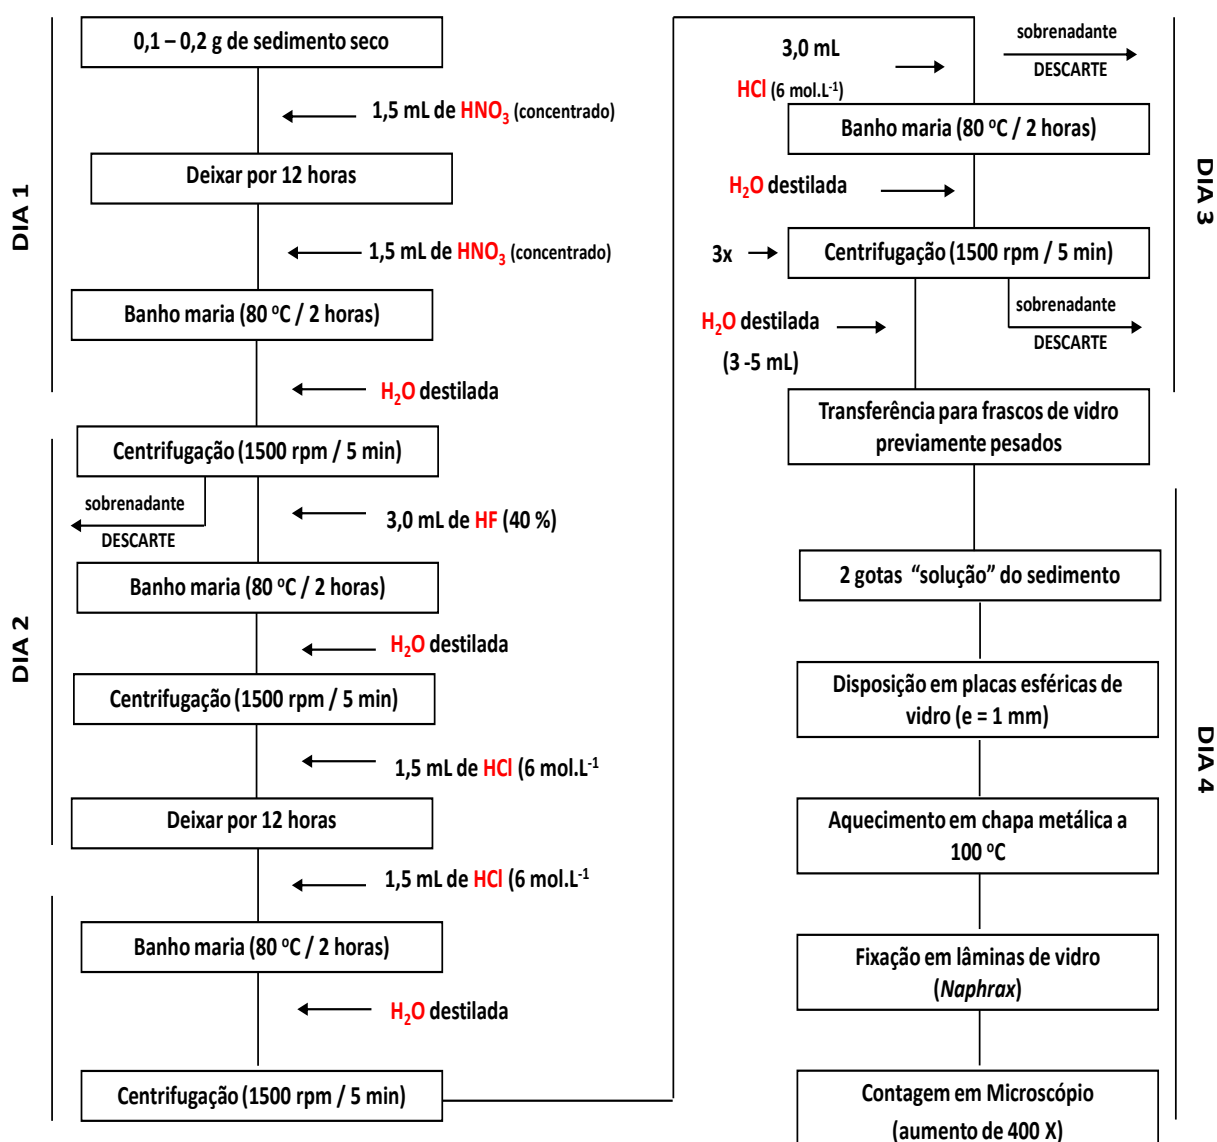 DIA 1
0,1 – 0,2 g de sedimento seco
1,5 mL de HNO₃ (concentrado)
Deixar por 12 horas
1,5 mL de HNO₃ (concentrado)
Banho maria (80 ºC / 2 horas)
H₂O destilada
DIA 2
Centrifugação (1500 rpm / 5 min)
sobrenadante
DESCARTE
3,0 mL de HF (40 %)
Banho maria (80 ºC / 2 horas)
H₂O destilada
Centrifugação (1500 rpm / 5 min)
1,5 mL de HCl (6 mol.L⁻¹
Deixar por 12 horas
1,5 mL de HCl (6 mol.L⁻¹
Banho maria (80 ºC / 2 horas)
H₂O destilada
Centrifugação (1500 rpm / 5 min)
DIA 3
3,0 mL
HCl (6 mol.L⁻¹)
sobrenadante
DESCARTE
Banho maria (80 ºC / 2 horas)
H₂O destilada
3x
Centrifugação (1500 rpm / 5 min)
sobrenadante
DESCARTE
H₂O destilada
(3 -5 mL)
Transferência para frascos de vidro
previamente pesados
DIA 4
2 gotas “solução” do sedimento
Disposição em placas esféricas de
vidro (e = 1 mm)
Aquecimento em chapa metálica a
100 ºC
Fixação em lâminas de vidro
(Naphrax)
Contagem em Microscópio
(aumento de 400 X)